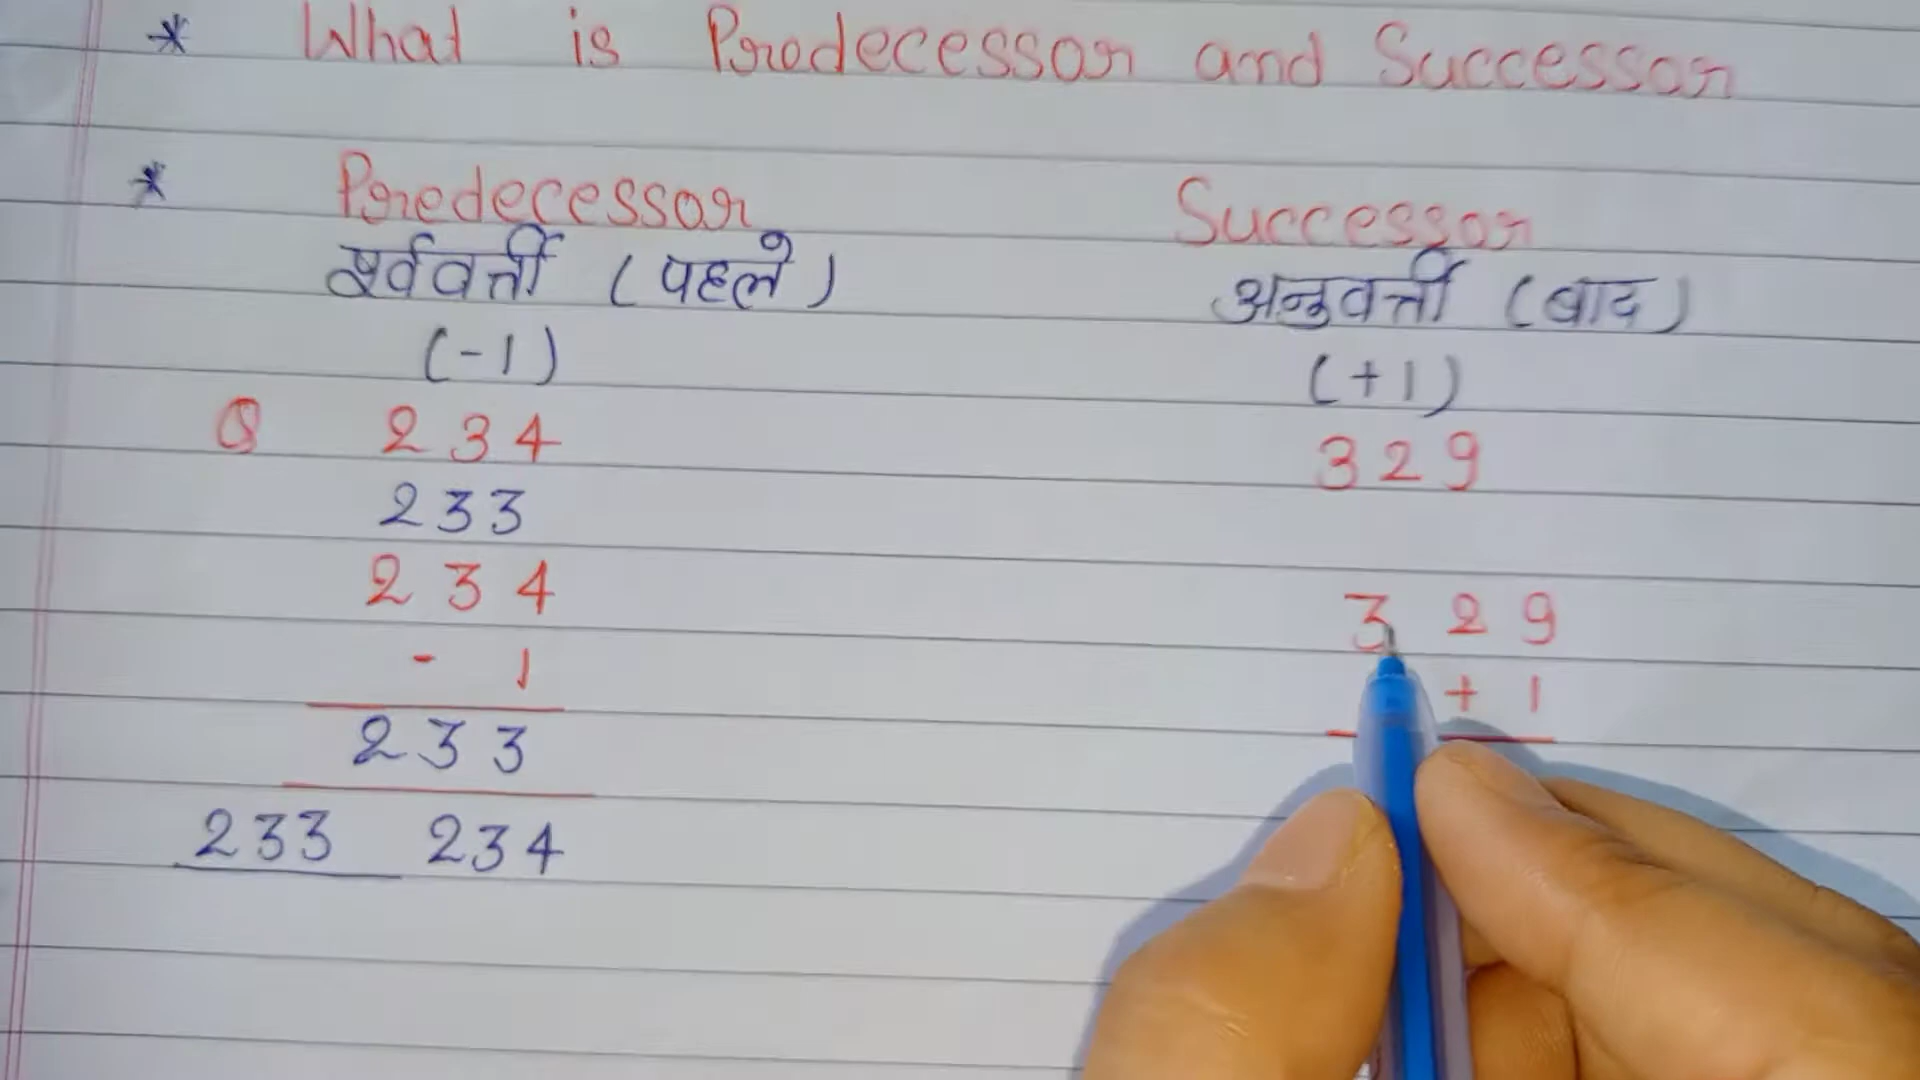 * What is Predecessor and Successor
* Predecessor Successor
पूर्ववर्त्ती (पहले) अनुवर्त्ती (बाद)
(-1) (+1)
Q 234 329
233
234 329
- 1 + 1
233
233 234